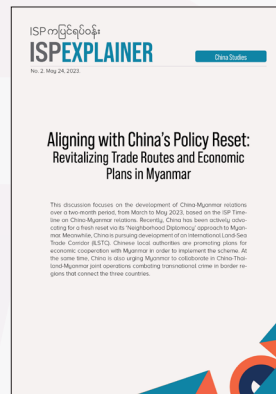 ISP ကပြင်ရပ်ဝန်း
ISPEXPLAINER
China Studies
No. 2. May 24, 2023.
Aligning with China's Policy Reset:
Revitalizing Trade Routes and Economic
Plans in Myanmar
This discussion focuses on the development of China-Myanmar relations
over a two-month period, from March to May 2023, based on the ISP Time-
line on China-Myanmar relations. Recently, China has been actively advo-
cating for a fresh reset via its 'Neighborhood Diplomacy' approach to Myan-
mar. Meanwhile, China is pursuing development of an International Land-Sea
Trade Corridor (ILSTC). Chinese local authorities are promoting plans for
economic cooperation with Myanmar in order to implement the scheme. At
the same time, China is also urging Myanmar to collaborate in China-Thai-
land-Myanmar joint operations combating transnational crime in border re-
gions that connect the three countries.